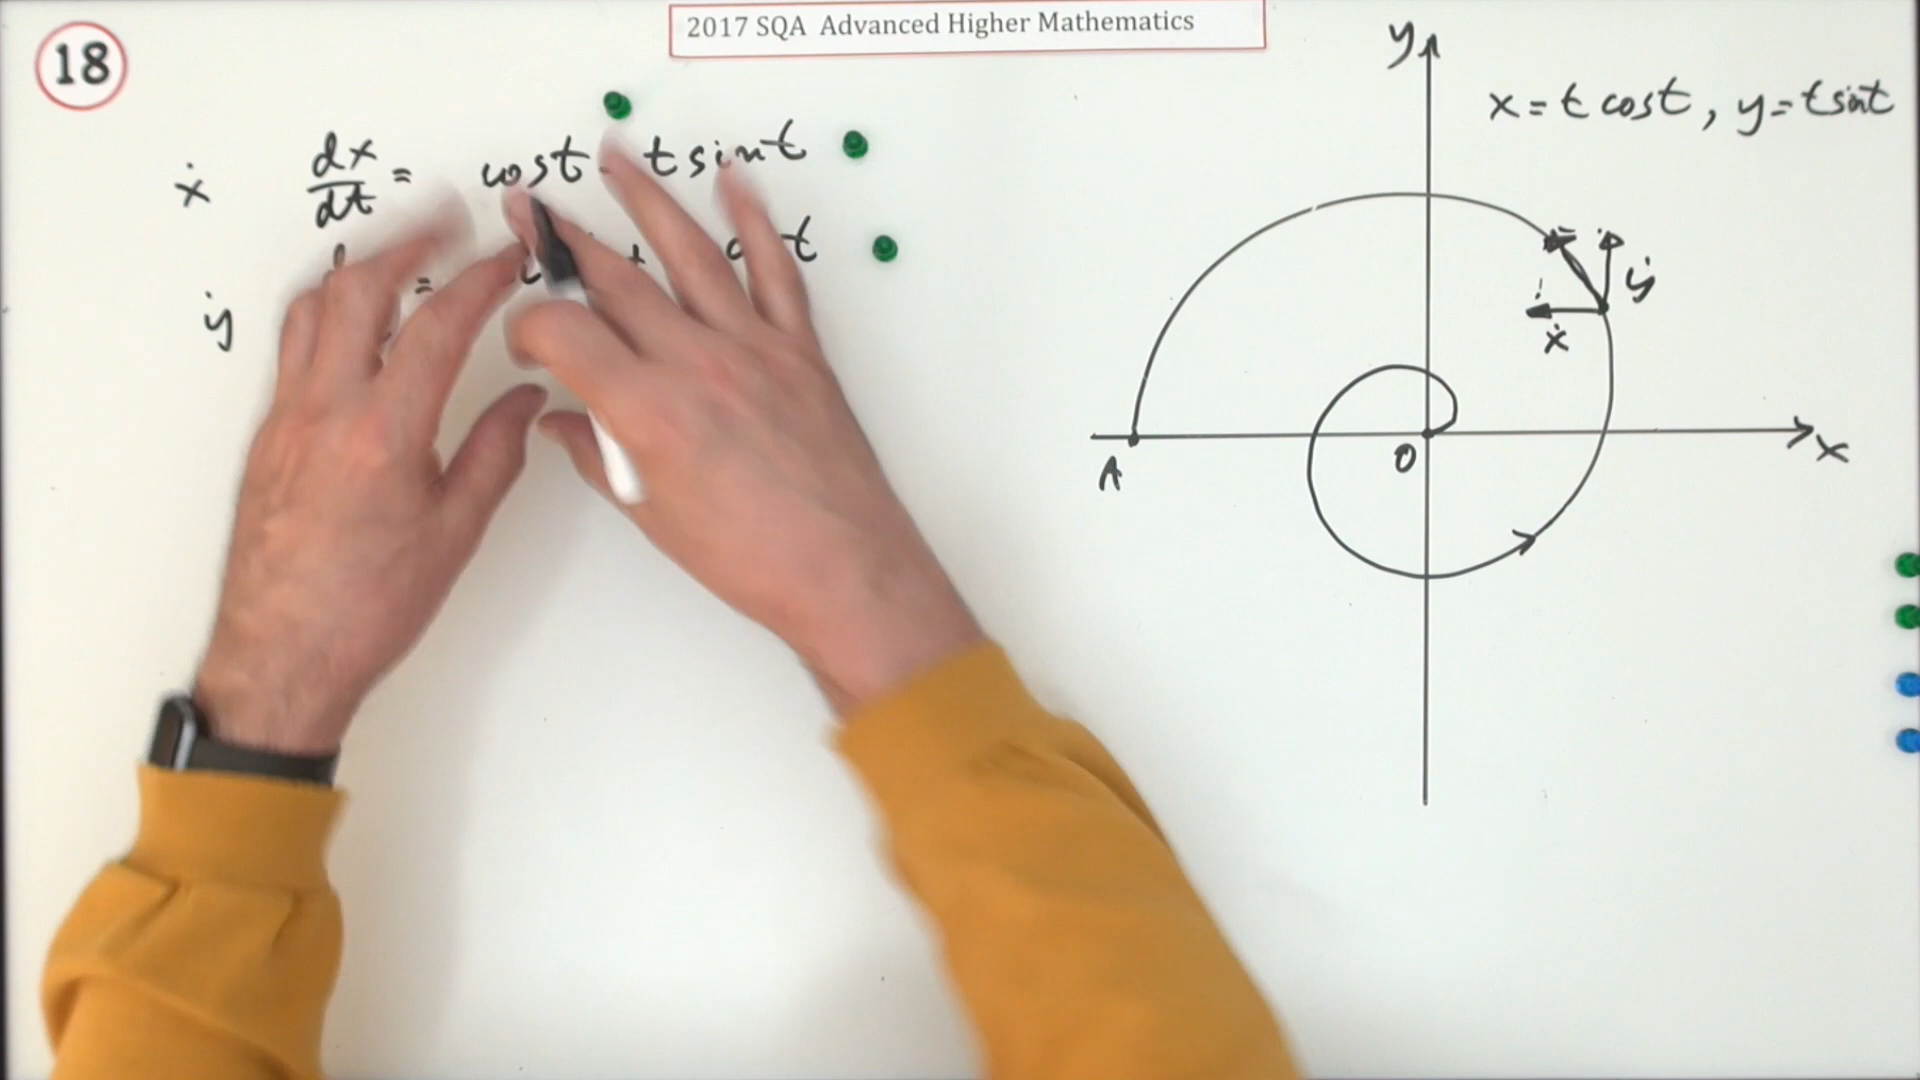 18
2017 SQA Advanced Higher Mathematics
ẋ dx/dt = cost - tsint
ẏ =
y
x = t cost, y = tsint
ẏ
ẋ
A
O
x